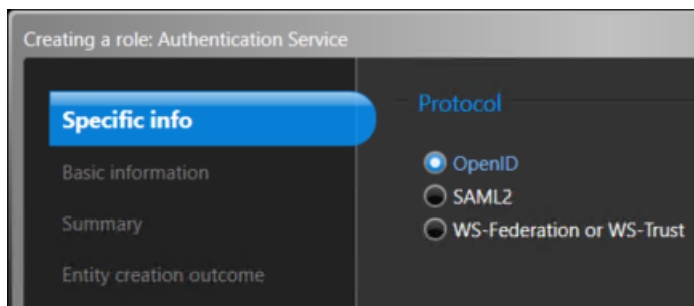 Creating a role: Authentication Service
Specific info
Basic information
Summary
Entity creation outcome
Protocol
OpenID
SAML2
WS-Federation or WS-Trust